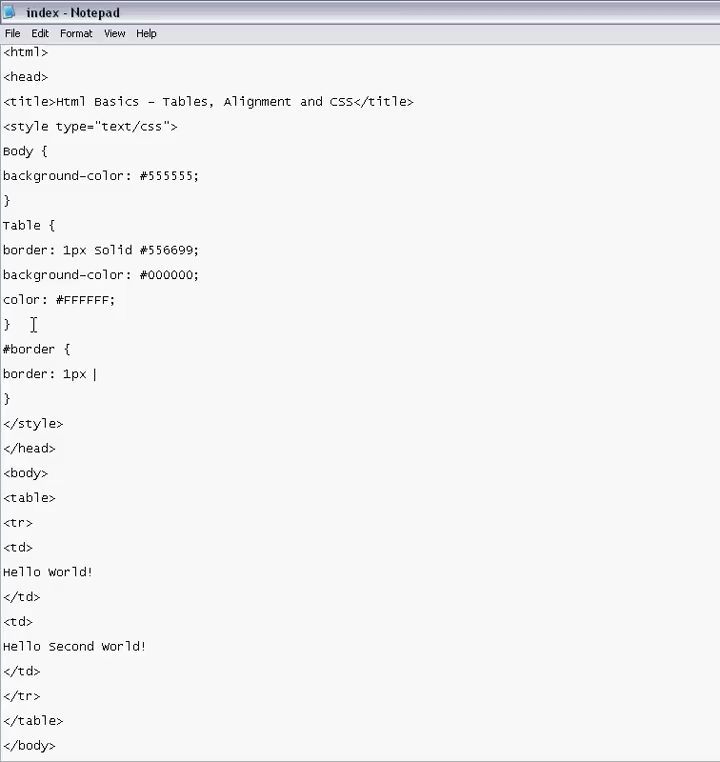 index - Notepad
File Edit Format View Help
<html>
<head>
<title>Html Basics - Tables, Alignment and CSS</title>
<style type="text/css">
Body {
background-color: #555555;
}
Table {
border: 1px Solid #556699;
background-color: #000000;
color: #FFFFFF;
}
#border {
border: 1px
}
</style>
</head>
<body>
<table>
<tr>
<td>
Hello World!
</td>
<td>
Hello Second World!
</td>
</tr>
</table>
</body>